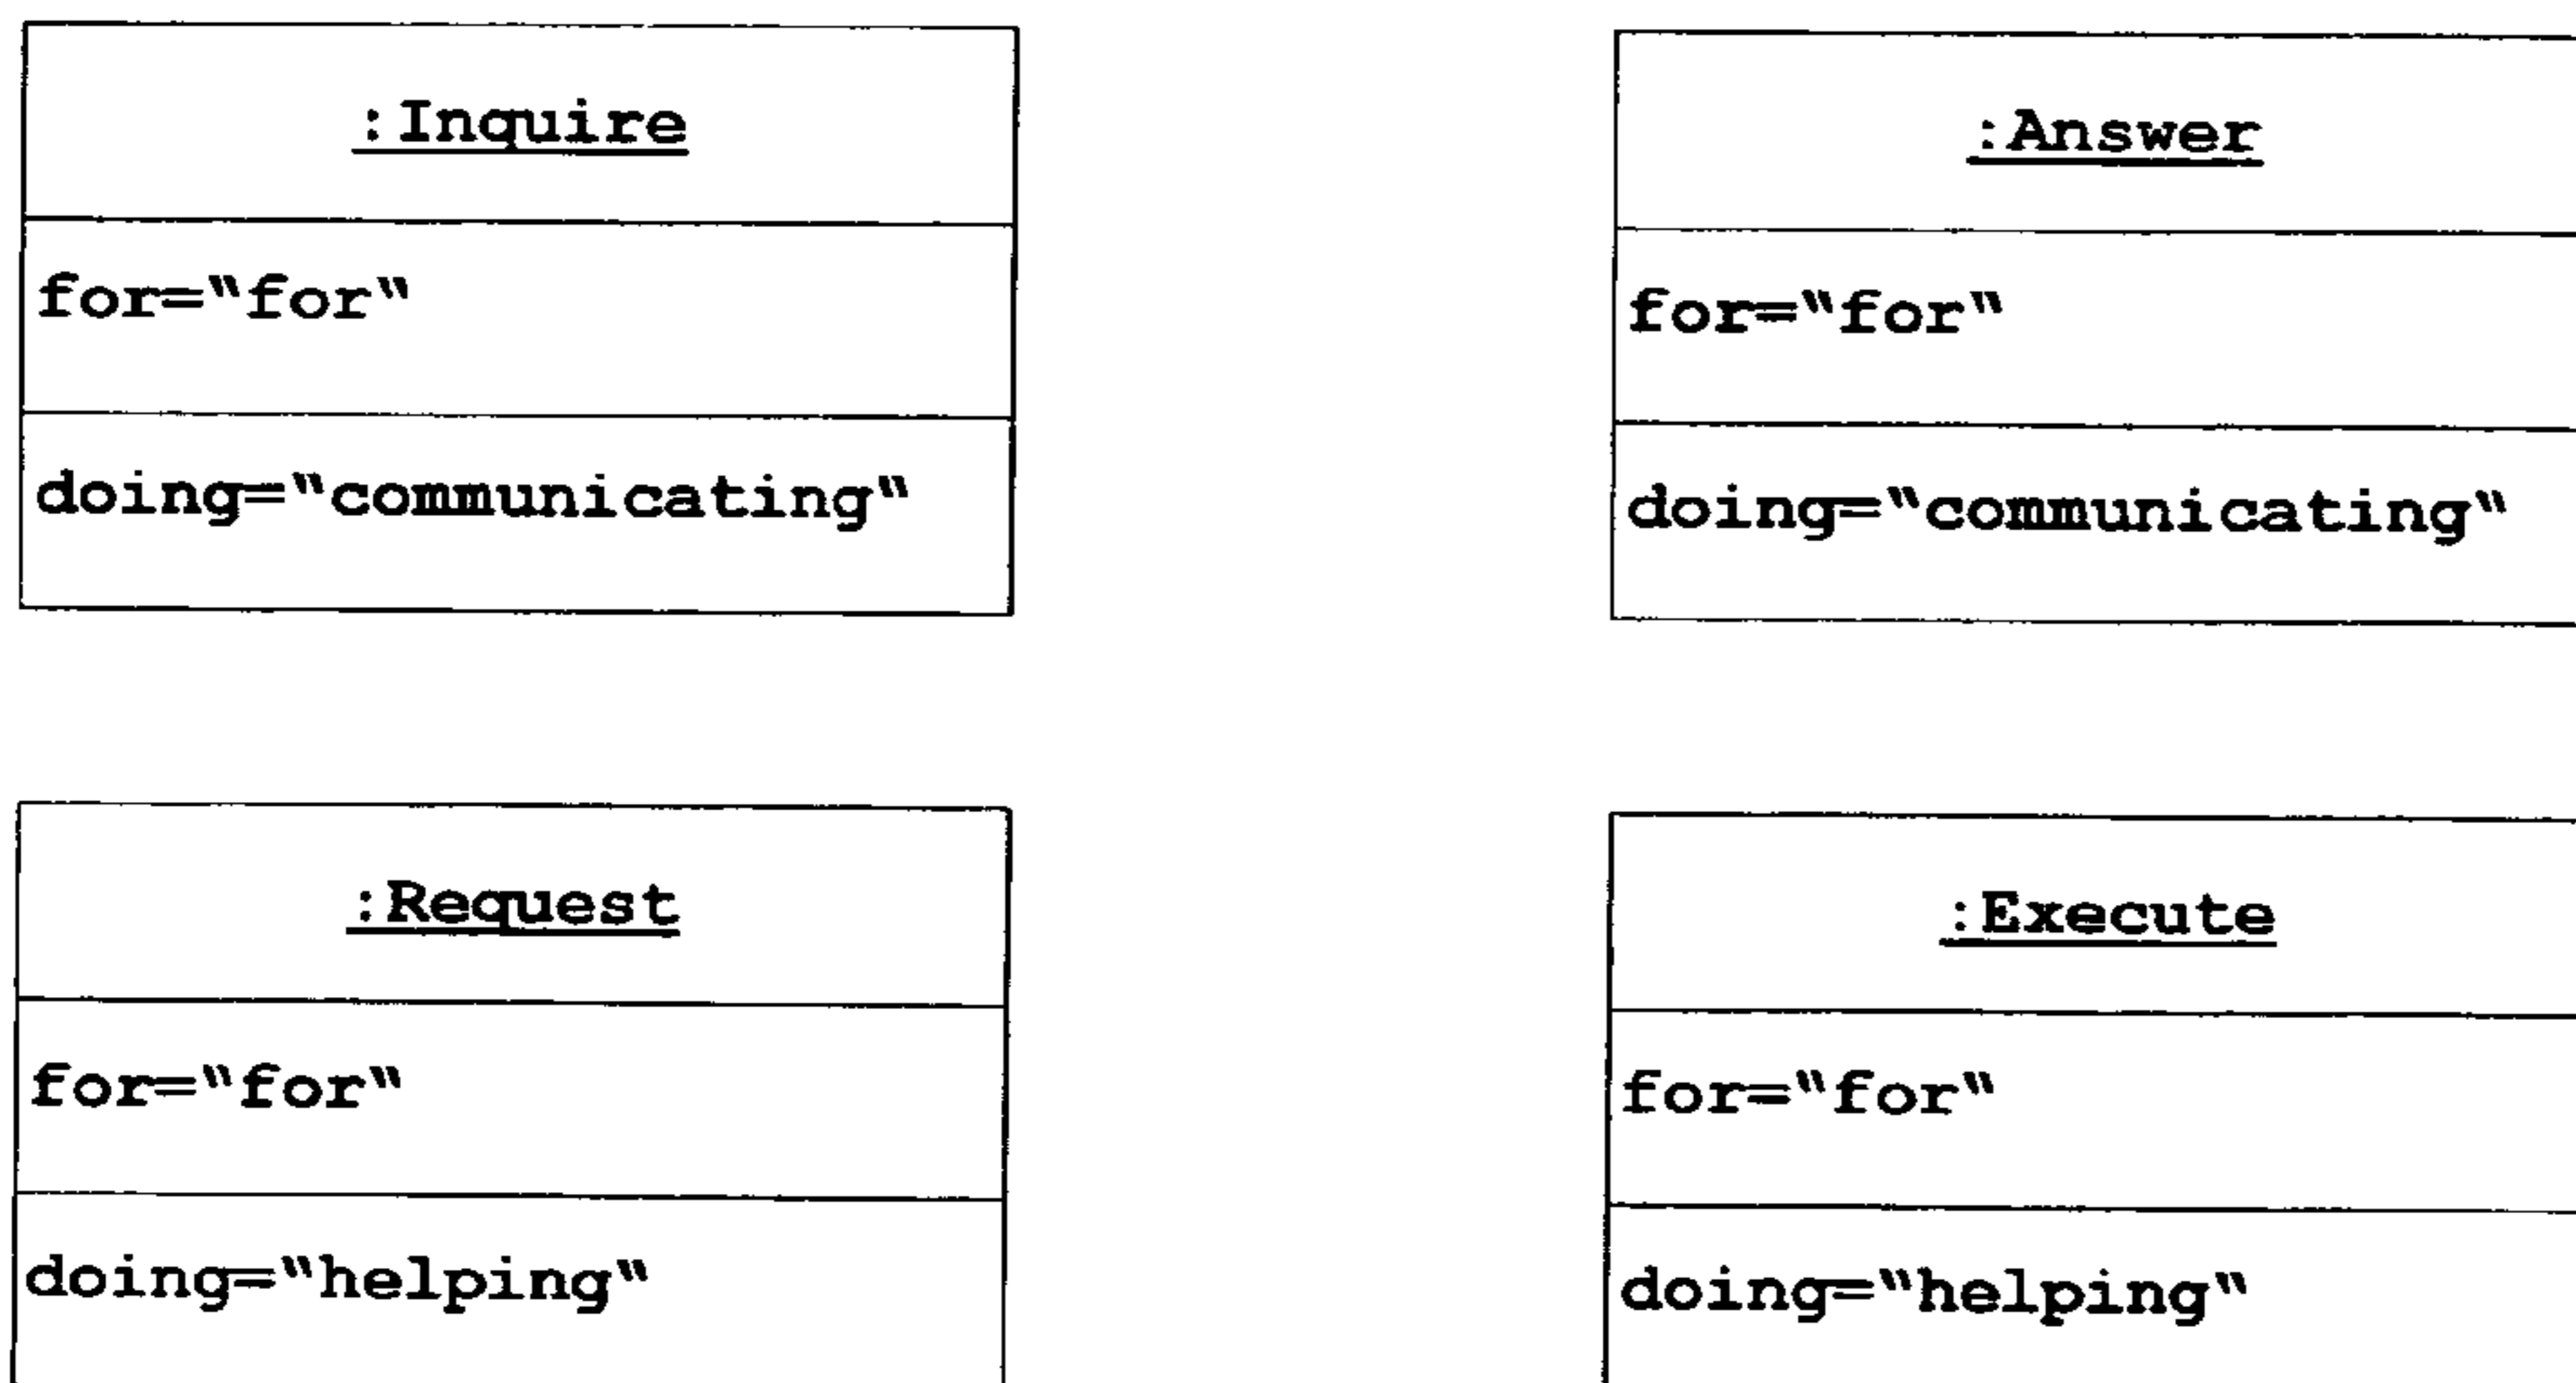 :Inquire
for="for"
doing="communicating"
:Answer
for="for"
doing="communicating"
:Request
for="for"
doing="helping"
:Execute
for="for"
doing="helping"